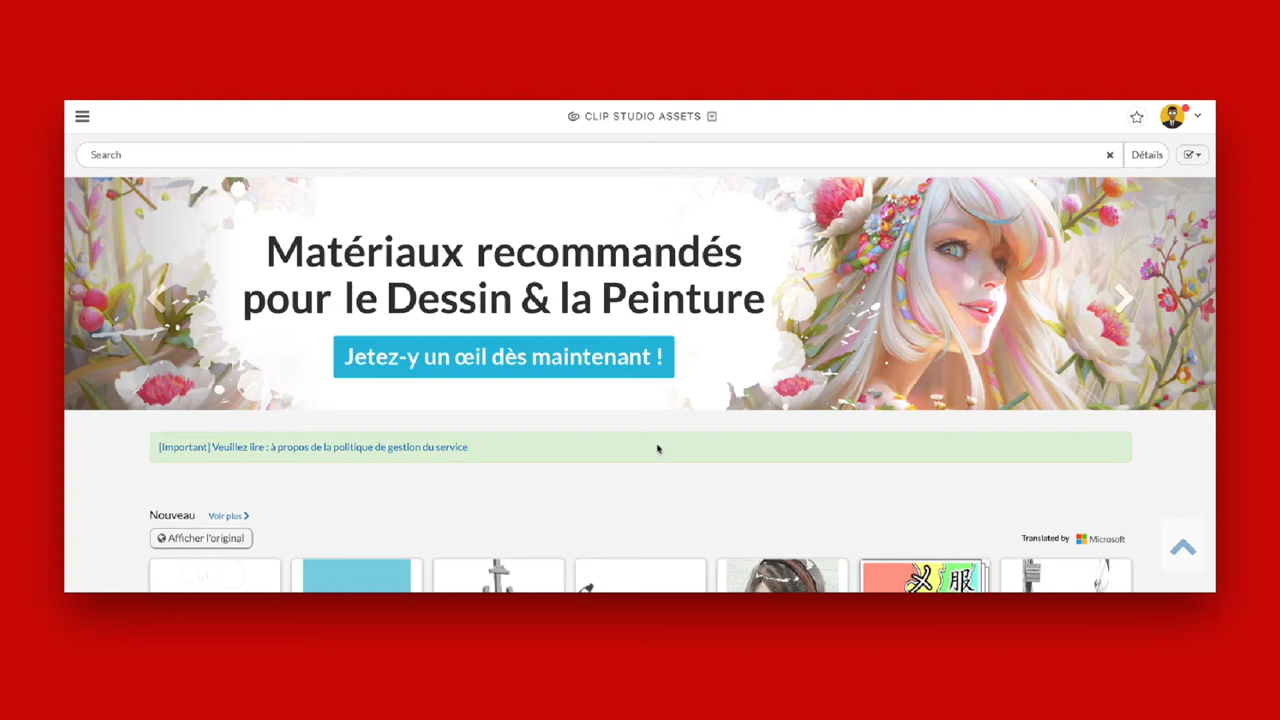 CLIP STUDIO ASSETS
Search
Détails
Matériaux recommandés
pour le Dessin & la Peinture
Jetez-y un œil dès maintenant !
[Important] Veuillez lire : à propos de la politique de gestion du service
Nouveau Voir plus
Afficher l'original
Translated by Microsoft
服